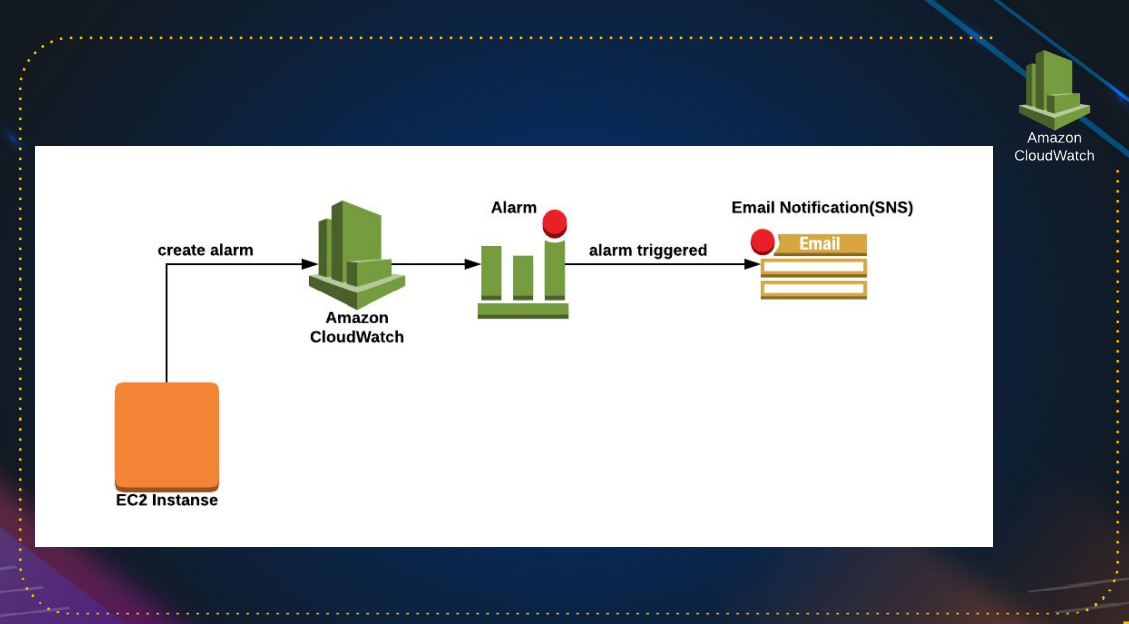 Amazon
CloudWatch
Alarm
Email Notification(SNS)
create alarm
alarm triggered
Email
Amazon
CloudWatch
EC2 Instanse